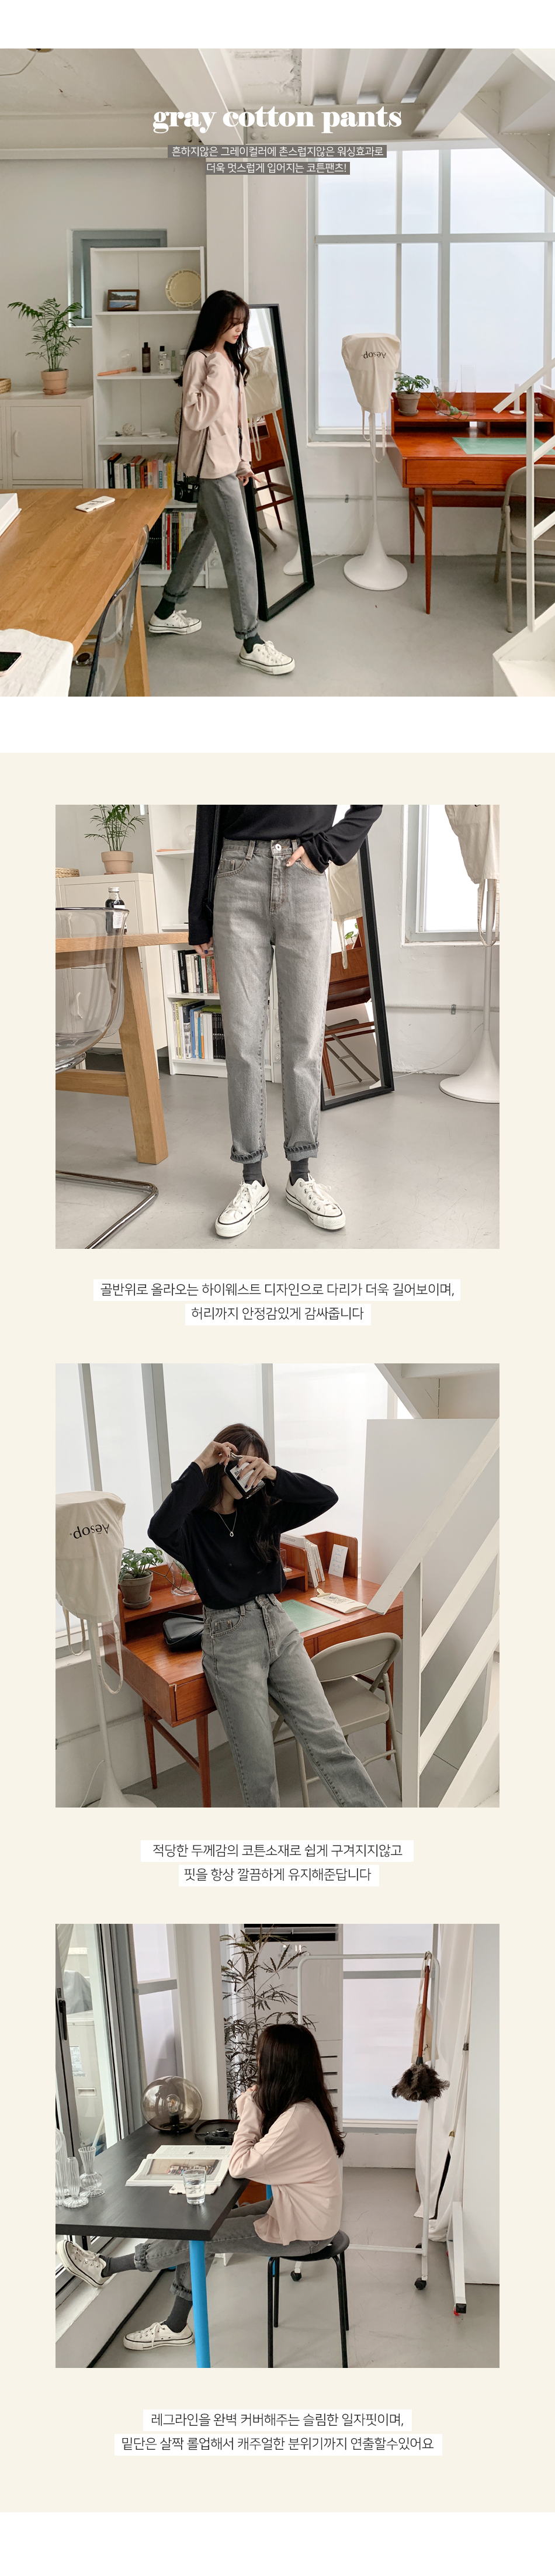 gray cotton pants
흔하지않은 그레이컬러에 촌스럽지않은 워싱효과로
더욱 멋스럽게 입어지는 코튼팬츠!
Aēsop.
골반위로 올라오는 하이웨스트 디자인으로 다리가 더욱 길어보이며,
허리까지 안정감있게 감싸줍니다
Aēsop.
적당한 두께감의 코튼소재로 쉽게 구겨지지않고
핏을 항상 깔끔하게 유지해준답니다
레그라인을 완벽 커버해주는 슬림한 일자핏이며,
밑단은 살짝 롤업해서 캐주얼한 분위기까지 연출할수있어요